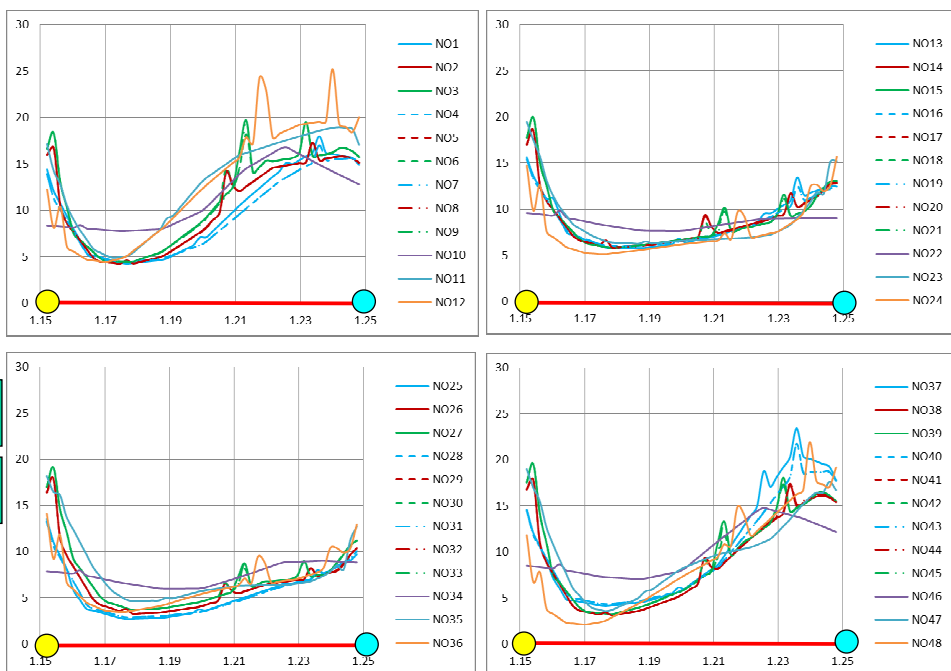 30
25
20
15
10
5
0
1.15 1.17 1.19 1.21 1.23 1.25
NO1
NO2
NO3
NO4
NO5
NO6
NO7
NO8
NO9
NO10
NO11
NO12
30
25
20
15
10
5
0
1.15 1.17 1.19 1.21 1.23 1.25
NO13
NO14
NO15
NO16
NO17
NO18
NO19
NO20
NO21
NO22
NO23
NO24
30
25
20
15
10
5
0
1.15 1.17 1.19 1.21 1.23 1.25
NO25
NO26
NO27
NO28
NO29
NO30
NO31
NO32
NO33
NO34
NO35
NO36
30
25
20
15
10
5
0
1.15 1.17 1.19 1.21 1.23 1.25
NO37
NO38
NO39
NO40
NO41
NO42
NO43
NO44
NO45
NO46
NO47
NO48